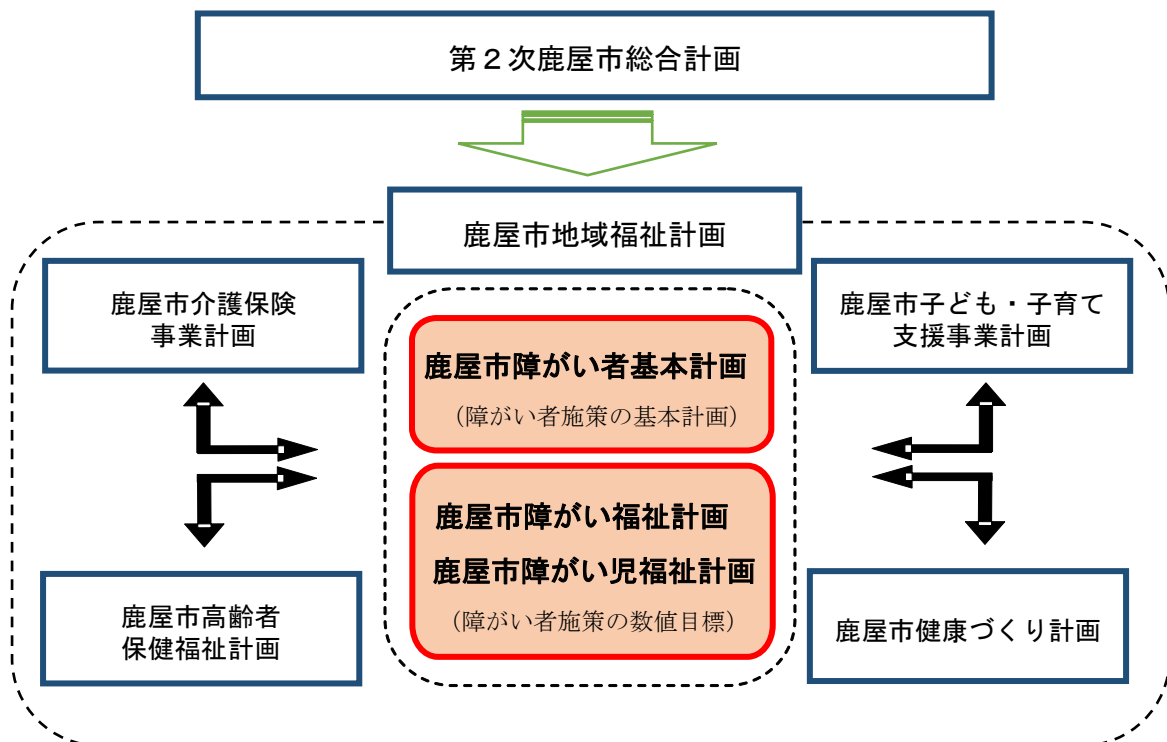 第２次鹿屋市総合計画
鹿屋市地域福祉計画
鹿屋市介護保険
事業計画
鹿屋市子ども・子育て
支援事業計画
鹿屋市障がい者基本計画
（障がい者施策の基本計画）
鹿屋市障がい福祉計画
鹿屋市障がい児福祉計画
（障がい者施策の数値目標）
鹿屋市高齢者
保健福祉計画
鹿屋市健康づくり計画